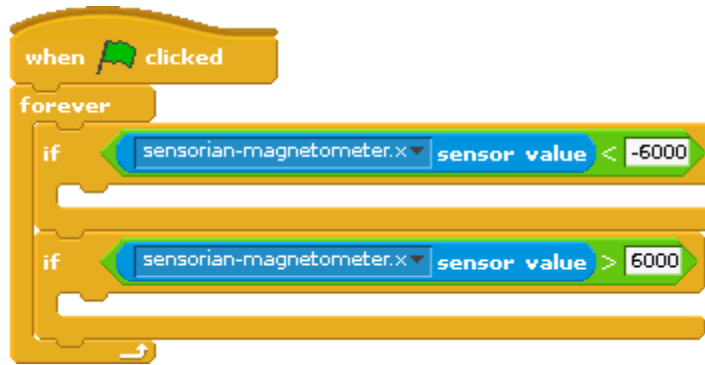 when clicked
forever
if sensorian-magnetometer.x sensor value < -6000
if sensorian-magnetometer.x sensor value > 6000